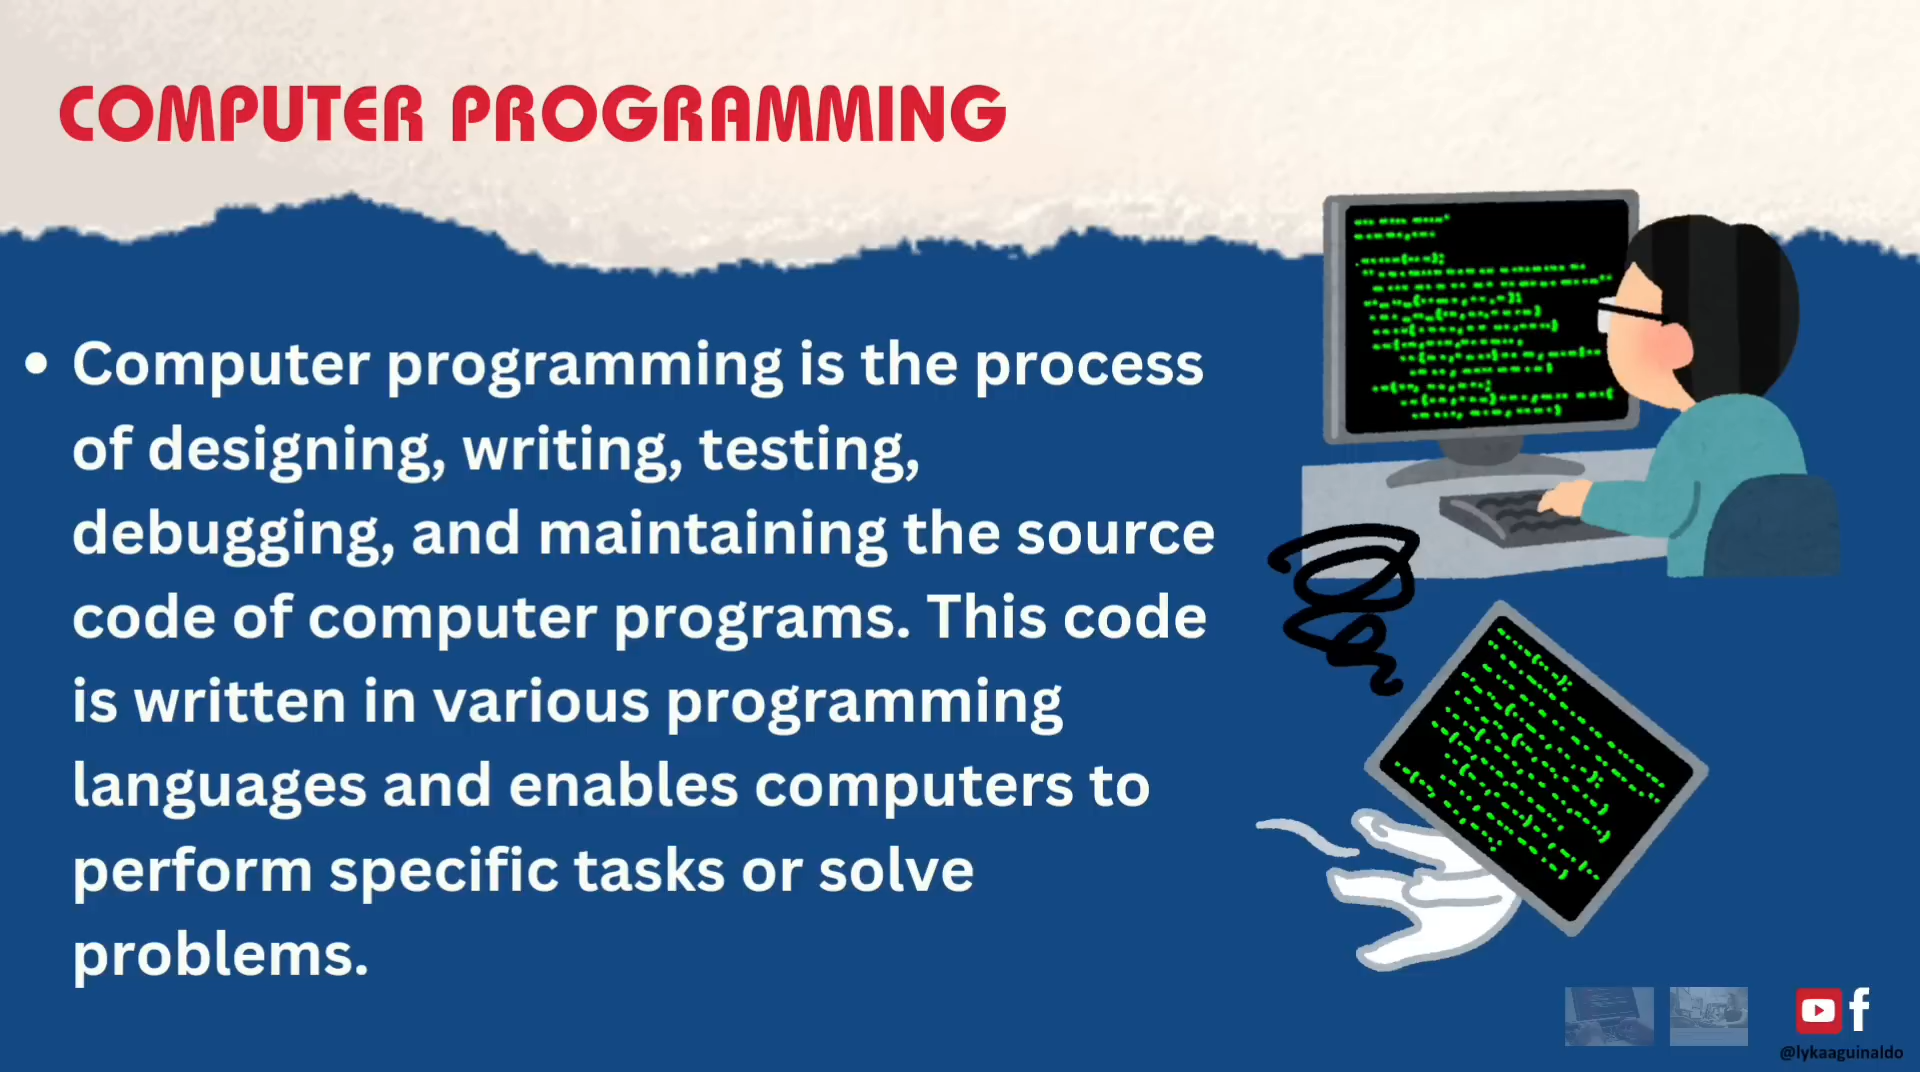 COMPUTER PROGRAMMING
• Computer programming is the process
of designing, writing, testing,
debugging, and maintaining the source
code of computer programs. This code
is written in various programming
languages and enables computers to
perform specific tasks or solve
problems.
@lykaaguinaldo